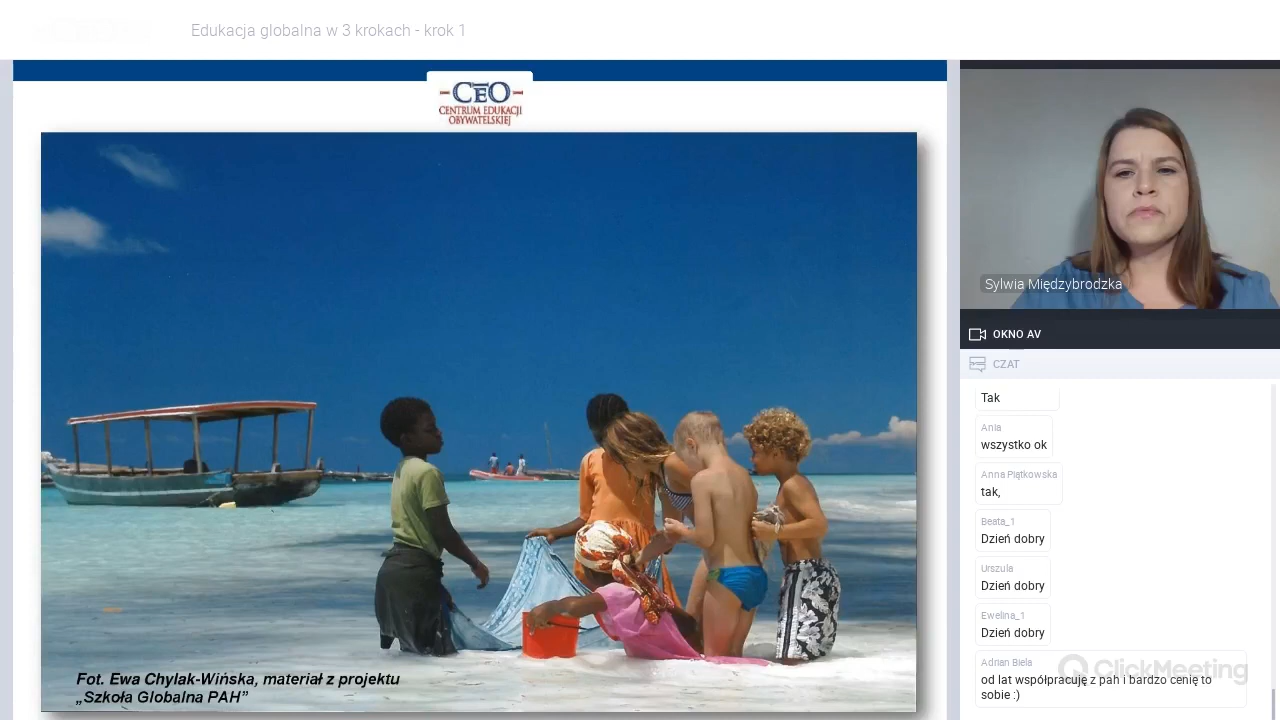 Edukacja globalna w 3 krokach - krok 1
CEO
CENTRUM EDUKACJI
OBYWATELSKIEJ
Fot. Ewa Chylak-Wińska, materiał z projektu
„Szkoła Globalna PAH”
Sylwia Międzybrodzka
OKNO AV
CZAT
Tak
Ania
wszystko ok
Anna Piątkowska
tak,
Beata_1
Dzień dobry
Urszula
Dzień dobry
Ewelina_1
Dzień dobry
Adrian Biela
od lat współpracuję z pah i bardzo cenię to
sobie :)
ClickMeeting